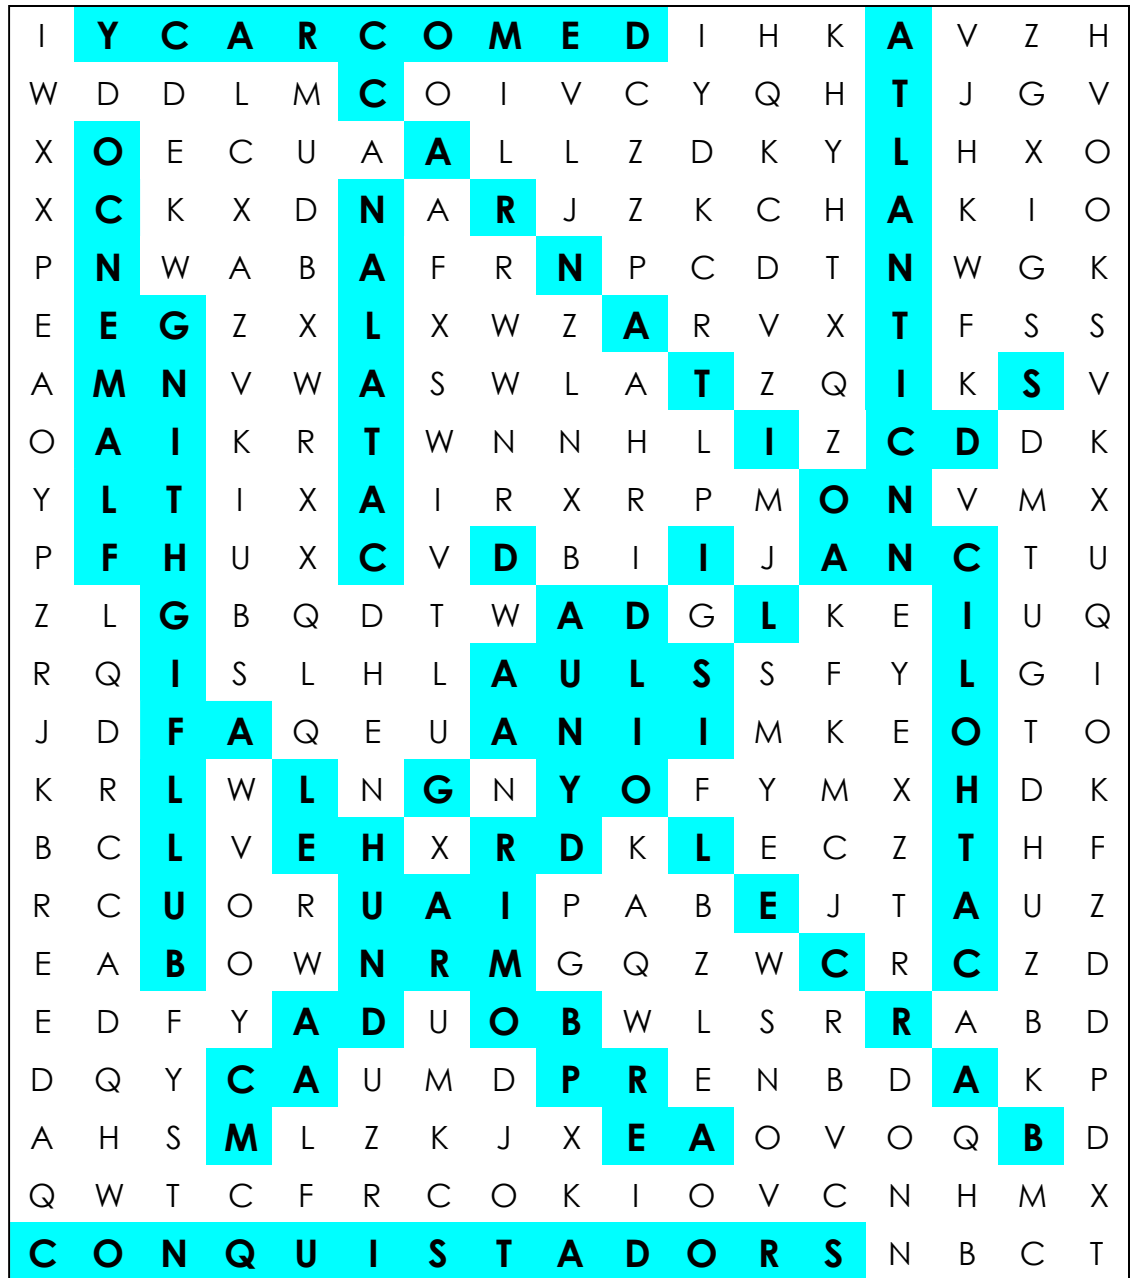 I Y C A R C O M E D I H K A V Z H
W D D L M C O I V C Y Q H T J G V
X O E C U A A L L Z D K Y L H X O
X C K X D N A R J Z K C H A K I O
P N W A B A F R N P C D T N W G K
E E G Z X L X W Z A R V X T F S S
A M N V W A S W L A T Z Q I K S V
O A I K R T W N N H L I Z C D D K
Y L T I X A I R X R P M O N V M X
P F H U X C V D B I I J A N C T U
Z L G B Q D T W A D G L K E I U Q
R Q I S L H L A U L S S F Y L G I
J D F A Q E U A N I I M K E O T O
K R L W L N G N Y O F Y M X H D K
B C L V E H X R D K L E C Z T H F
R C U O R U A I P A B E J T A U Z
E A B O W N R M G Q Z W C R C Z D
E D F Y A D U O B W L S R R A B D
D Q Y C A U M D P R E N B D A K P
A H S M L Z K J X E A O V O Q B D
Q W T C F R C O K I O V C N H M X
C O N Q U I S T A D O R S N B C T